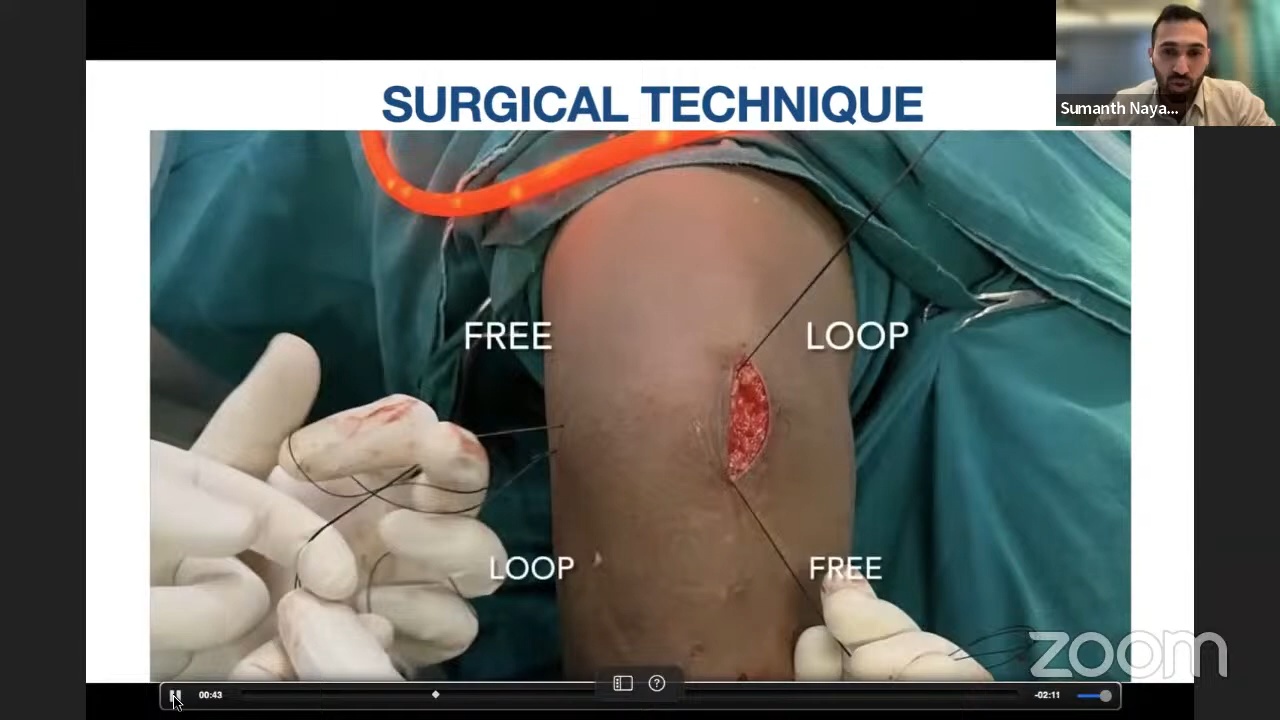 SURGICAL TECHNIQUE
Sumanth Naya...
FREE
LOOP
LOOP
FREE
zoom
00:43
-02:11